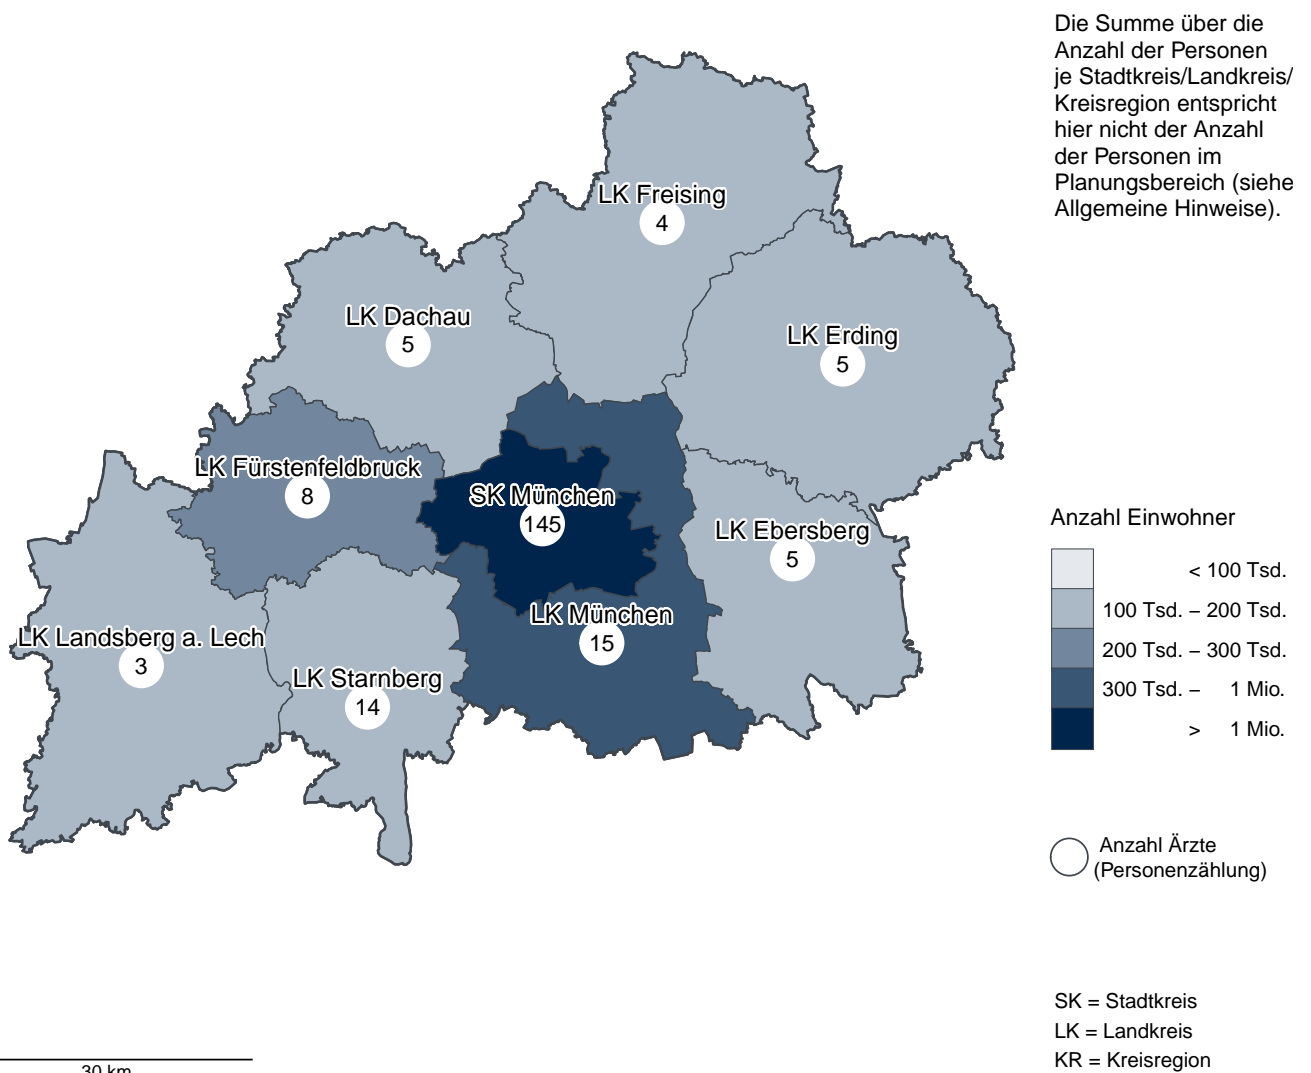 Die Summe über die
Anzahl der Personen
je Stadtkreis/Landkreis/
Kreisregion entspricht
hier nicht der Anzahl
der Personen im
Planungsbereich (siehe
Allgemeine Hinweise).
LK Freising
4
LK Dachau
5
LK Erding
5
LK Fürstenfeldbruck
8
SK München
145
LK Ebersberg
5
LK München
15
LK Landsberg a. Lech
3
LK Starnberg
14
Anzahl Einwohner
< 100 Tsd.
100 Tsd. – 200 Tsd.
200 Tsd. – 300 Tsd.
300 Tsd. – 1 Mio.
> 1 Mio.
Anzahl Ärzte
(Personenzählung)
SK = Stadtkreis
LK = Landkreis
KR = Kreisregion
30 km